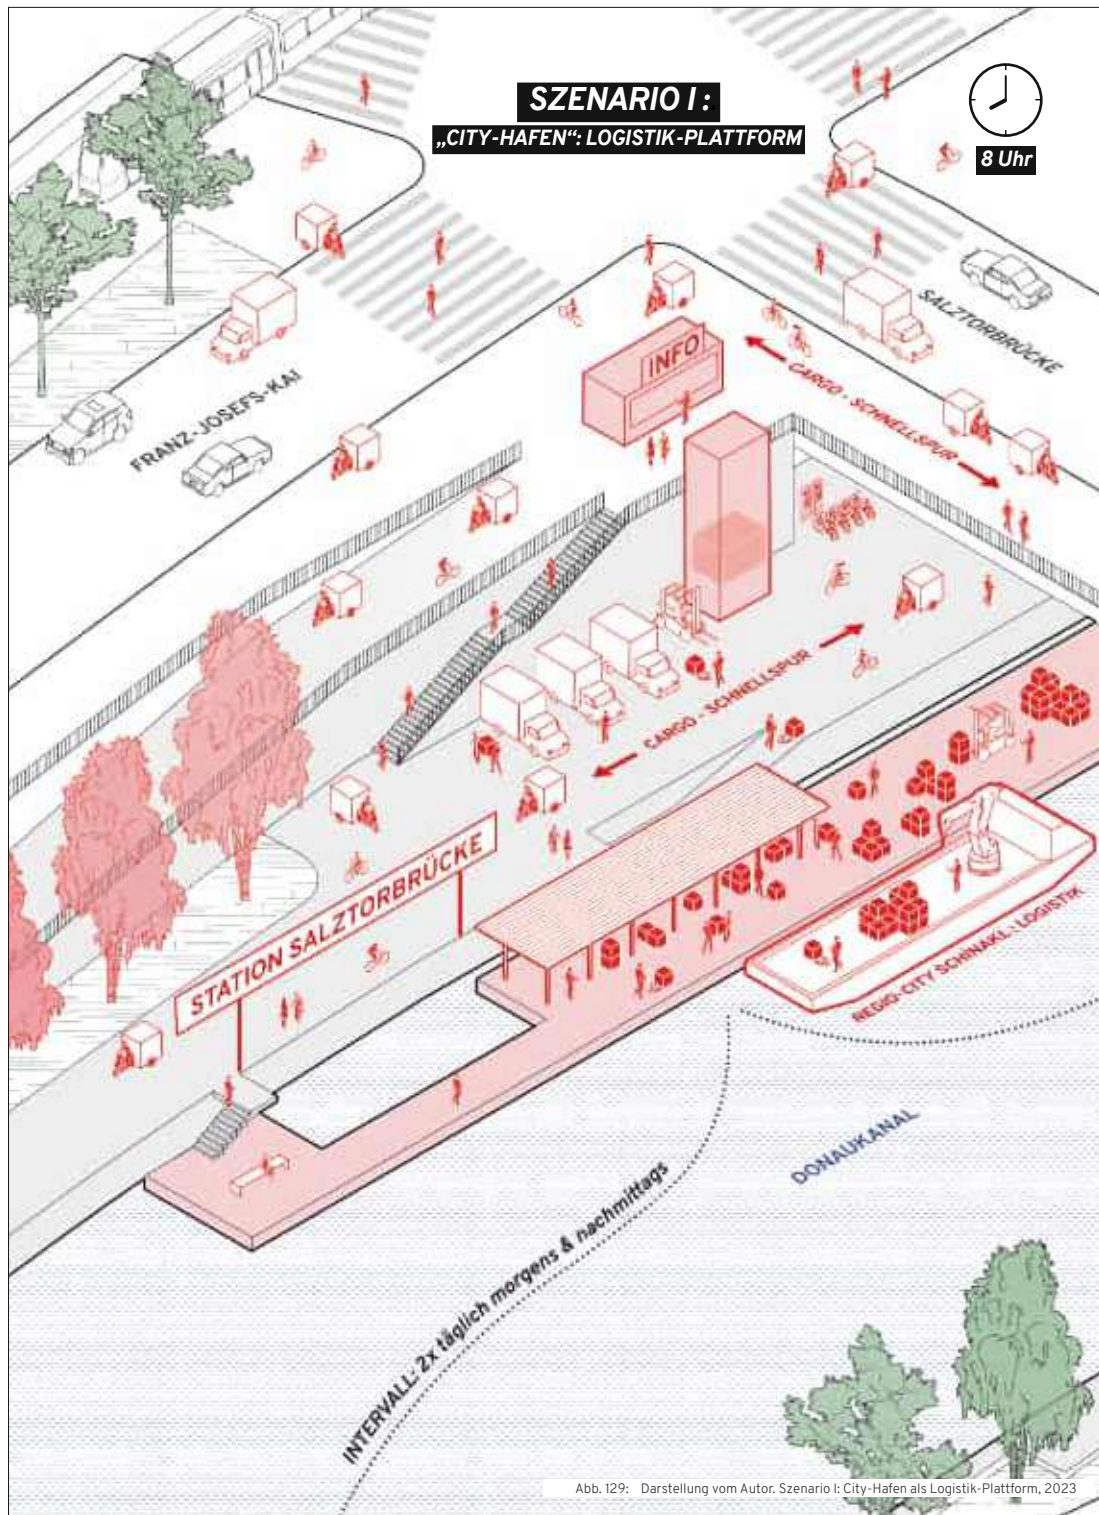 SZENARIO I :
„CITY-HAFEN“: LOGISTIK-PLATTFORM
8 Uhr
SALZTORBRÜCKE
INFO
CARGO - SCHNELLSPUR
FRANZ-JOSEFS-KAI
CARGO - SCHNELLSPUR
STATION SALZTORBRÜCKE
REGIO-CITY SCHINAKL - LOGISTIK
DONAUKANAL
INTERVALL: 2x täglich morgens & nachmittags
Abb. 129: Darstellung vom Autor. Szenario I: City-Hafen als Logistik-Plattform, 2023